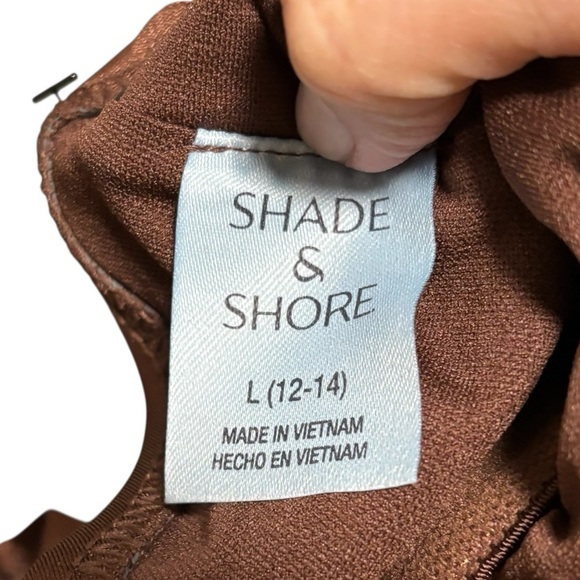 SHADE
&
SHORE
L (12-14)
MADE IN VIETNAM
HECHO EN VIETNAM